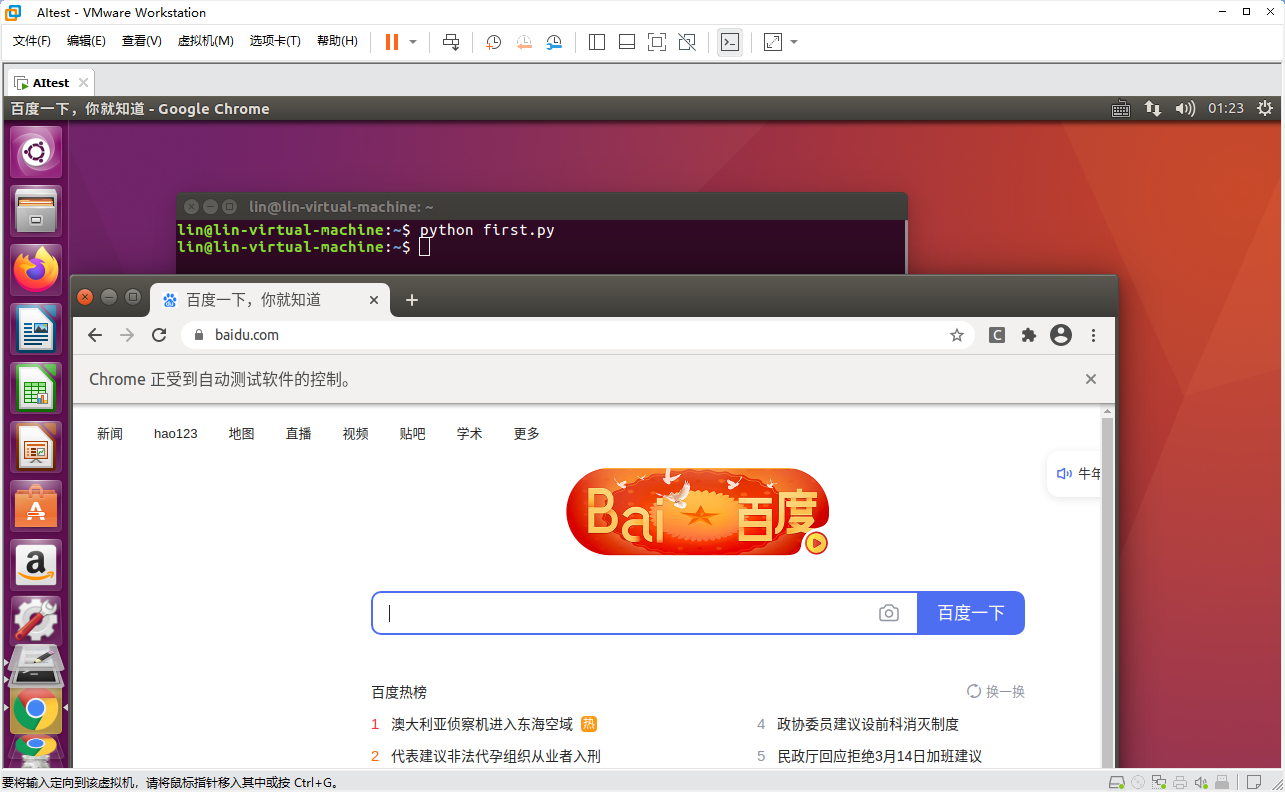 AItest - VMware Workstation
文件(F) 编辑(E) 查看(V) 虚拟机(M) 选项卡(T) 帮助(H)
AItest
百度一下，你就知道 - Google Chrome
01:23
lin@lin-virtual-machine: ~
lin@lin-virtual-machine:~$ python first.py
lin@lin-virtual-machine:~$
百度一下，你就知道
baidu.com
C
Chrome 正受到自动测试软件的控制。
新闻 hao123 地图 直播 视频 贴吧 学术 更多
牛年
Bai 百度
百度一下
百度热榜 换一换
1 澳大利亚侦察机进入东海空域 热 4 政协委员建议设前科消灭制度
2 代表建议非法代孕组织从业者入刑 5 民政厅回应拒绝3月14日加班建议
a
要将输入定向到该虚拟机，请将鼠标指针移入其中或按 Ctrl+G。